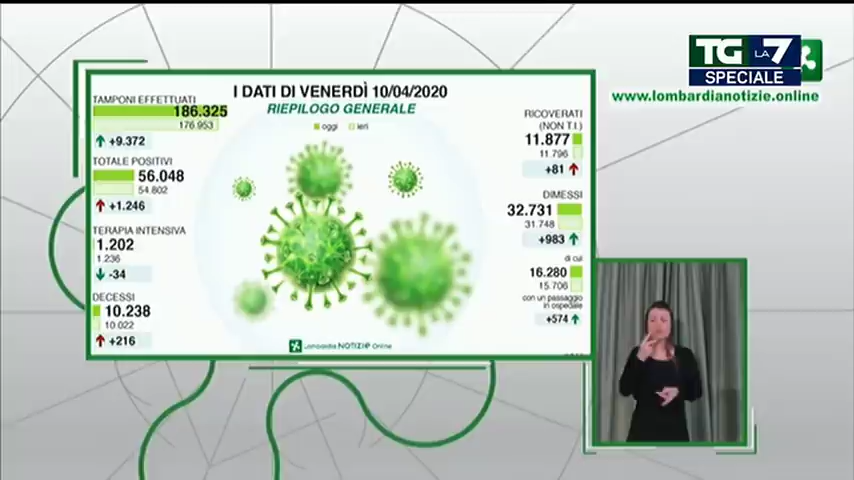 TG LA 7
SPECIALE
www.lombardianotizie.online
I DATI DI VENERDÌ 10/04/2020
RIEPILOGO GENERALE
oggi ieri
TAMPONI EFFETTUATI
186.325
176.953
+9.372
TOTALE POSITIVI
56.048
54.802
+1.246
TERAPIA INTENSIVA
1.202
1.236
-34
DECESSI
10.238
10.022
+216
RICOVERATI
(NON T.I.)
11.877
11.796
+81
DIMESSI
32.731
31.748
+983
di cui
16.280
15.706
con un passaggio
in ospedale
+574
Lombardia NOTIZIE Online